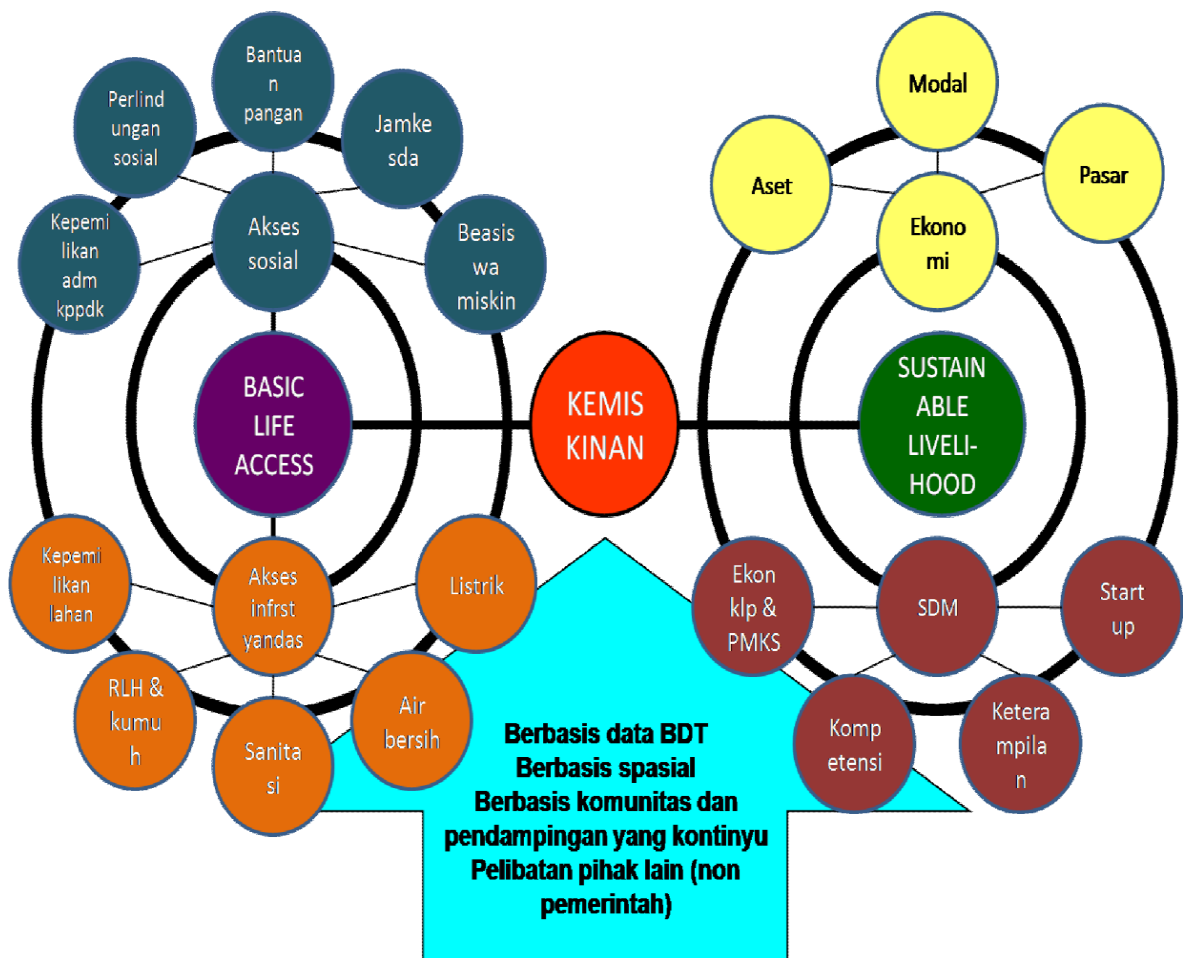 Bantua
n
pangan
Perlind
ungan
sosial
Jamke
sda
Kepemi
likan
adm
kppdk
Akses
sosial
Beasis
wa
miskin
BASIC
LIFE
ACCESS
Kepemi
likan
lahan
Akses
infrst
yandas
Listrik
RLH &
kumu
h
Sanita
si
Air
bersih
KEMIS
KINAN
Modal
Aset
Pasar
Ekono
mi
SUSTAIN
ABLE
LIVELI-
HOOD
Ekon
klp &
PMKS
SDM
Start
up
Komp
etensi
Ketera
mpila
n
Berbasis data BDT
Berbasis spasial
Berbasis komunitas dan
pendampingan yang kontinyu
Pelibatan pihak lain (non
pemerintah)